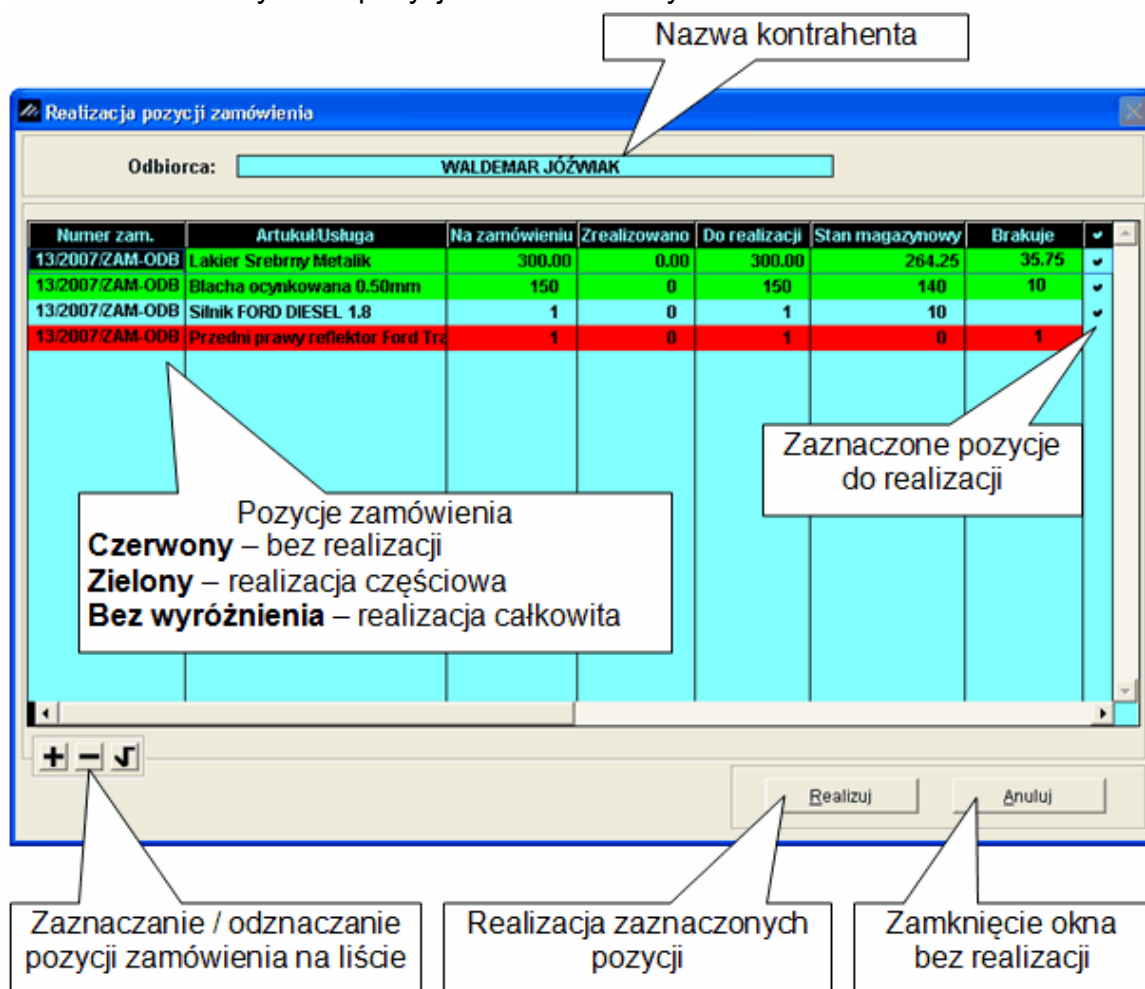 Nazwa kontrahenta
Realizacja pozycji zamówienia
Odbiorca: WALDEMAR JÓŹWIAK
Numer zam. Artukuł/Usługa Na zamówieniu Zrealizowano Do realizacji Stan magazynowy Brakuje
13/2007/ZAM-ODB Lakier Srebrny Metalik 300.00 0.00 300.00 264.25 35.75
13/2007/ZAM-ODB Blacha ocynkowana 0.50mm 150 0 150 140 10
13/2007/ZAM-ODB Silnik FORD DIESEL 1.8 1 0 1 10
13/2007/ZAM-ODB Przedni prawy reflektor Ford Tra 1 0 1 0 1
Zaznaczone pozycje
do realizacji
Pozycje zamówienia
Czerwony – bez realizacji
Zielony – realizacja częściowa
Bez wyróżnienia – realizacja całkowita
Realizuj Anuluj
Zaznaczanie / odznaczanie
pozycji zamówienia na liście
Realizacja zaznaczonych
pozycji
Zamknięcie okna
bez realizacji